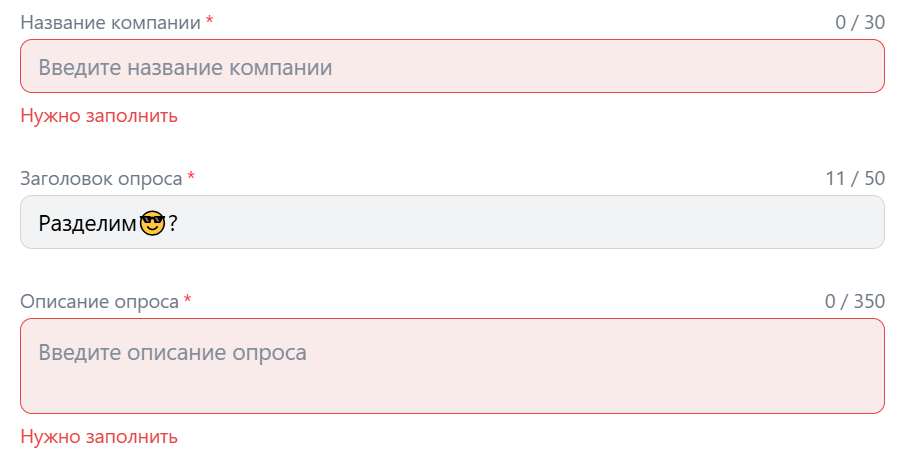 Название компании * 0 / 30
Введите название компании
Нужно заполнить
Заголовок опроса * 11 / 50
Разделим😎?
Описание опроса * 0 / 350
Введите описание опроса
Нужно заполнить